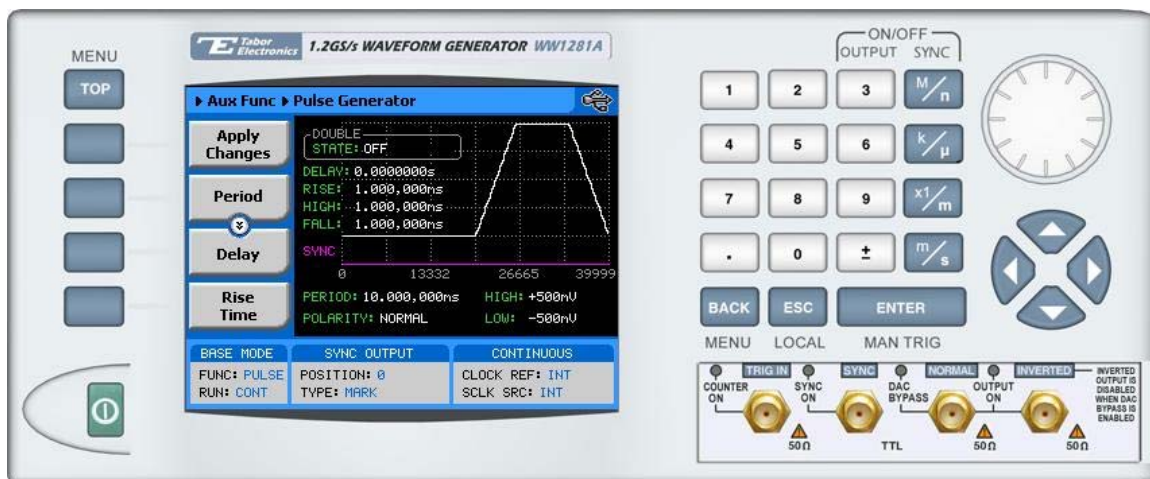 Tabor Electronics 1.2GS/s WAVEFORM GENERATOR WW1281A
MENU
TOP
▸ Aux Func ▸ Pulse Generator
Apply Changes
Period
Delay
Rise Time
DOUBLE
STATE: OFF
DELAY: 0.0000000s
RISE: 1.000,000ms
HIGH: 1.000,000ms
FALL: 1.000,000ms
SYNC
0 13332 26665 39999
PERIOD: 10.000,000ms HIGH: +500mV
POLARITY: NORMAL LOW: -500mV
BASE MODE
FUNC: PULSE
RUN: CONT
SYNC OUTPUT
POSITION: 0
TYPE: MARK
CONTINUOUS
CLOCK REF: INT
SCLK SRC: INT
ON/OFF
OUTPUT SYNC
1 2 3 M/n
4 5 6 k/µ
7 8 9 x1/m
. 0 ± m/s
BACK ESC ENTER
MENU LOCAL MAN TRIG
TRIG IN SYNC NORMAL INVERTED
COUNTER ON
SYNC ON
DAC BYPASS
OUTPUT ON
INVERTED OUTPUT IS DISABLED WHEN DAC BYPASS IS ENABLED
50Ω TTL 50Ω 50Ω